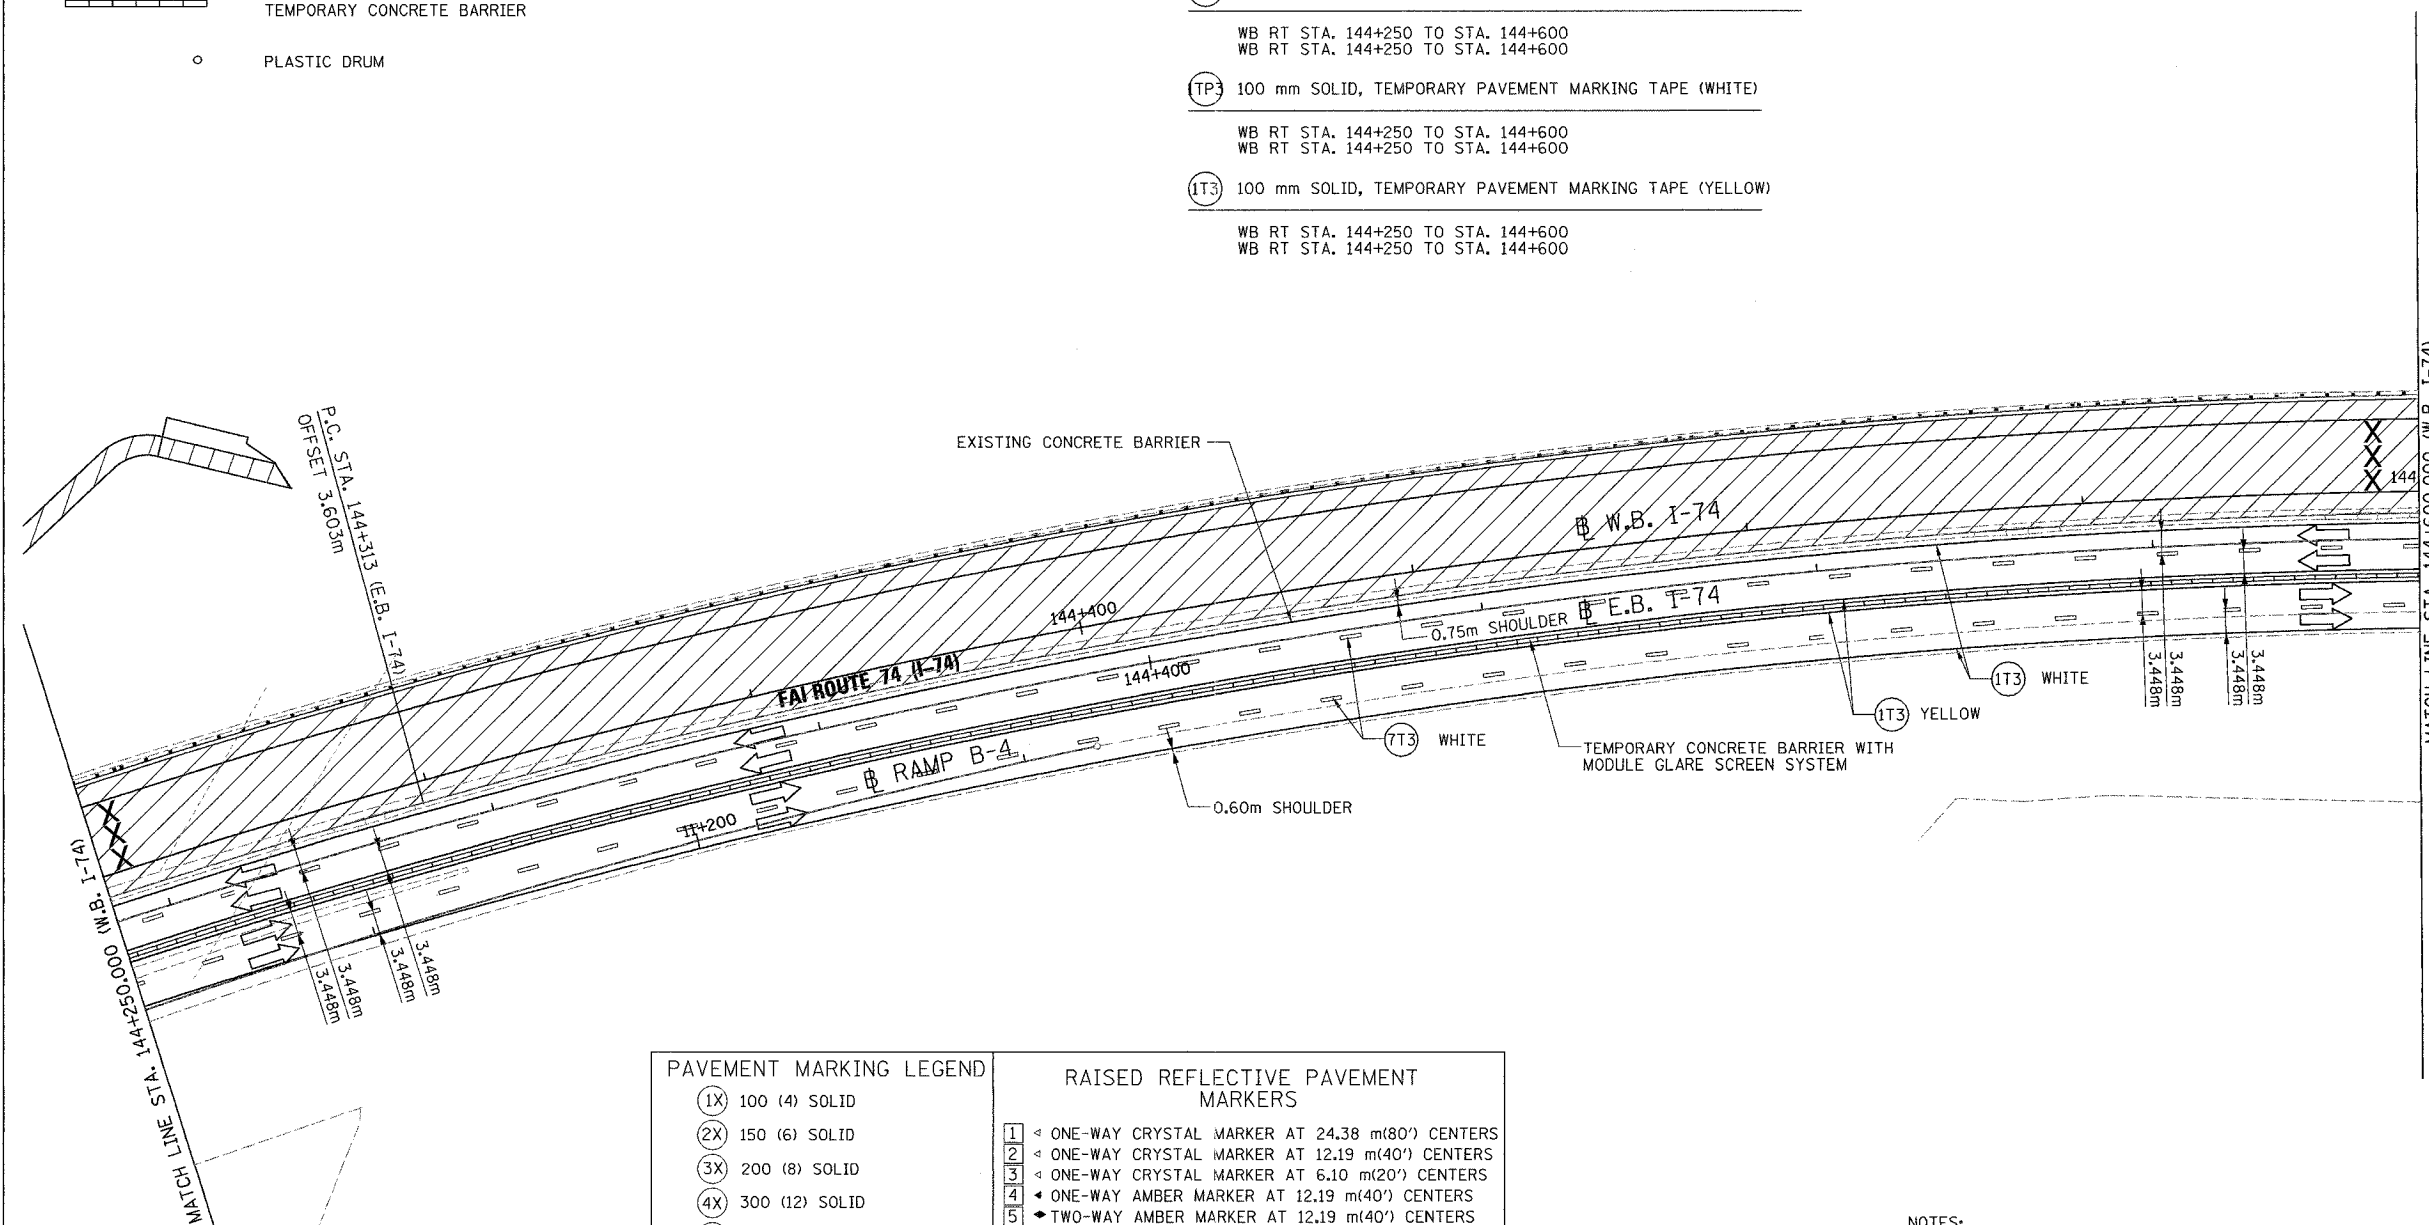 TEMPORARY CONCRETE BARRIER
PLASTIC DRUM
WB RT STA. 144+250 TO STA. 144+600
WB RT STA. 144+250 TO STA. 144+600
1TP3 100 mm SOLID, TEMPORARY PAVEMENT MARKING TAPE (WHITE)
WB RT STA. 144+250 TO STA. 144+600
WB RT STA. 144+250 TO STA. 144+600
1T3 100 mm SOLID, TEMPORARY PAVEMENT MARKING TAPE (YELLOW)
WB RT STA. 144+250 TO STA. 144+600
WB RT STA. 144+250 TO STA. 144+600
P.C. STA. 144+313 (E.B. I-74)
OFFSET 3.603m
EXISTING CONCRETE BARRIER
W.B. I-74
E.B. I-74
144
144+400
144+400
0.75m SHOULDER
FAI ROUTE 74 (I-74)
RAMP B-4
11+200
1T3 WHITE
1T3 YELLOW
7T3 WHITE
TEMPORARY CONCRETE BARRIER WITH
MODULE GLARE SCREEN SYSTEM
0.60m SHOULDER
3.448m
3.448m
3.448m
3.448m
3.448m
3.448m
3.448m
3.448m
MATCH LINE STA. 144+250.000 (W.B. I-74)
MATCH LINE STA. 144+600.000 (W.B. I-74)
PAVEMENT MARKING LEGEND
1X 100 (4) SOLID
2X 150 (6) SOLID
3X 200 (8) SOLID
4X 300 (12) SOLID
RAISED REFLECTIVE PAVEMENT
MARKERS
1 ONE-WAY CRYSTAL MARKER AT 24.38 m(80') CENTERS
2 ONE-WAY CRYSTAL MARKER AT 12.19 m(40') CENTERS
3 ONE-WAY CRYSTAL MARKER AT 6.10 m(20') CENTERS
4 ONE-WAY AMBER MARKER AT 12.19 m(40') CENTERS
5 TWO-WAY AMBER MARKER AT 12.19 m(40') CENTERS
NOTES: